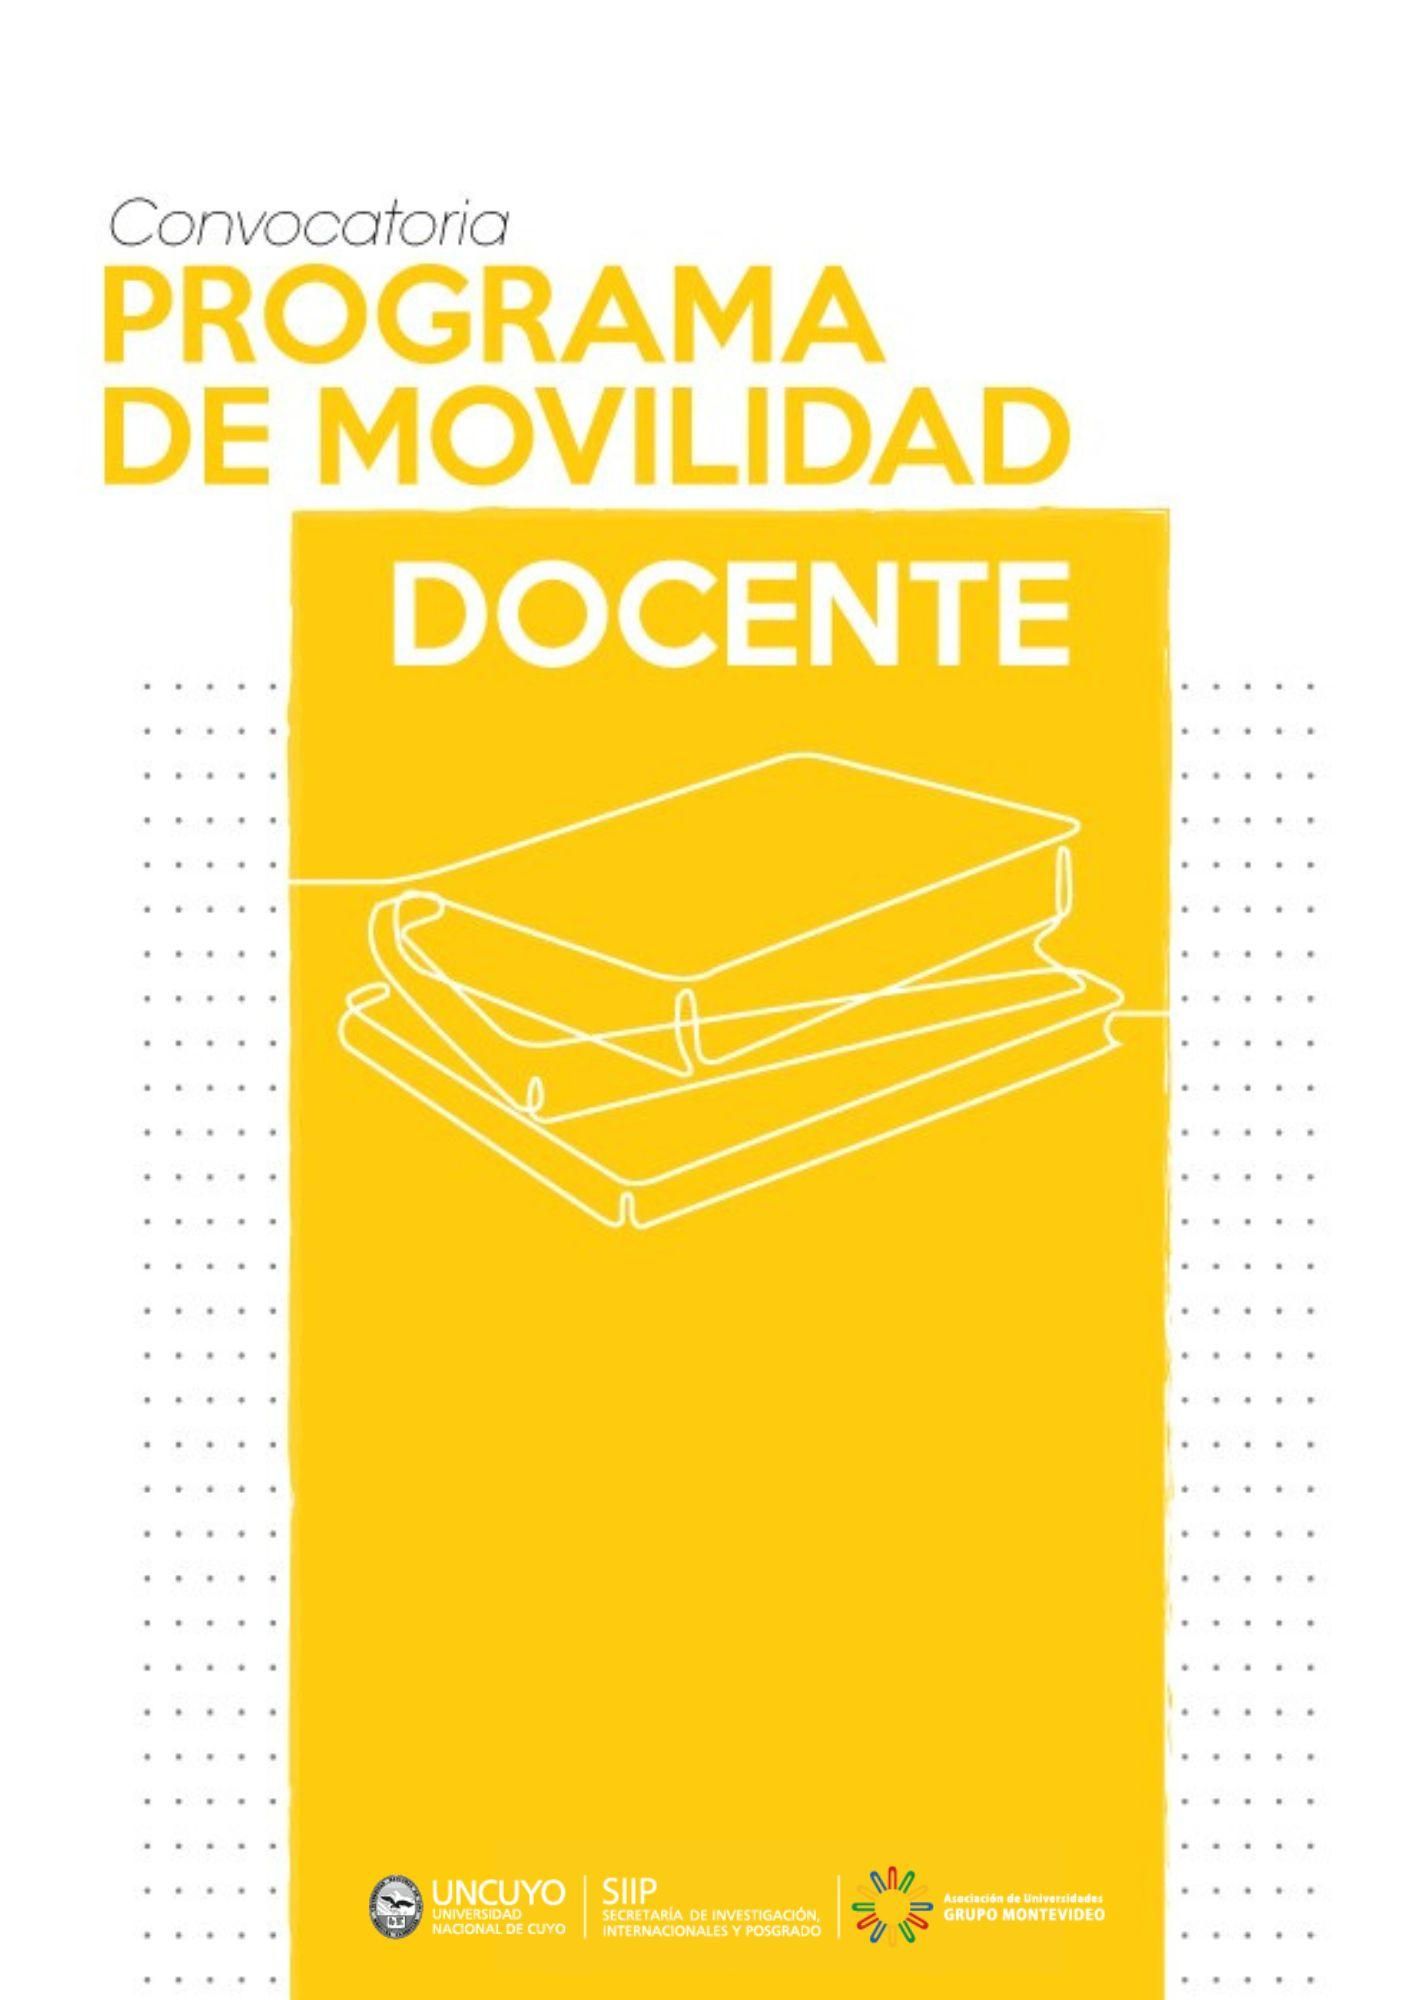 Convocatoria
PROGRAMA
DE MOVILIDAD
DOCENTE
UNCUYO
UNIVERSIDAD
NACIONAL DE CUYO
SIIP
SECRETARÍA DE INVESTIGACIÓN,
INTERNACIONALES Y POSGRADO
Asociación de Universidades
GRUPO MONTEVIDEO